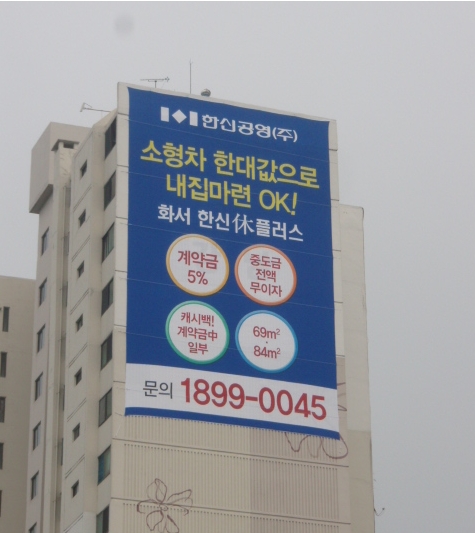 한신공영(주)
소형차 한대값으로
내집마련 OK!
화서 한신休플러스
계약금
5%
중도금
전액
무이자
캐시백!
계약금中
일부
69m²
·
84m²
문의 1899-0045